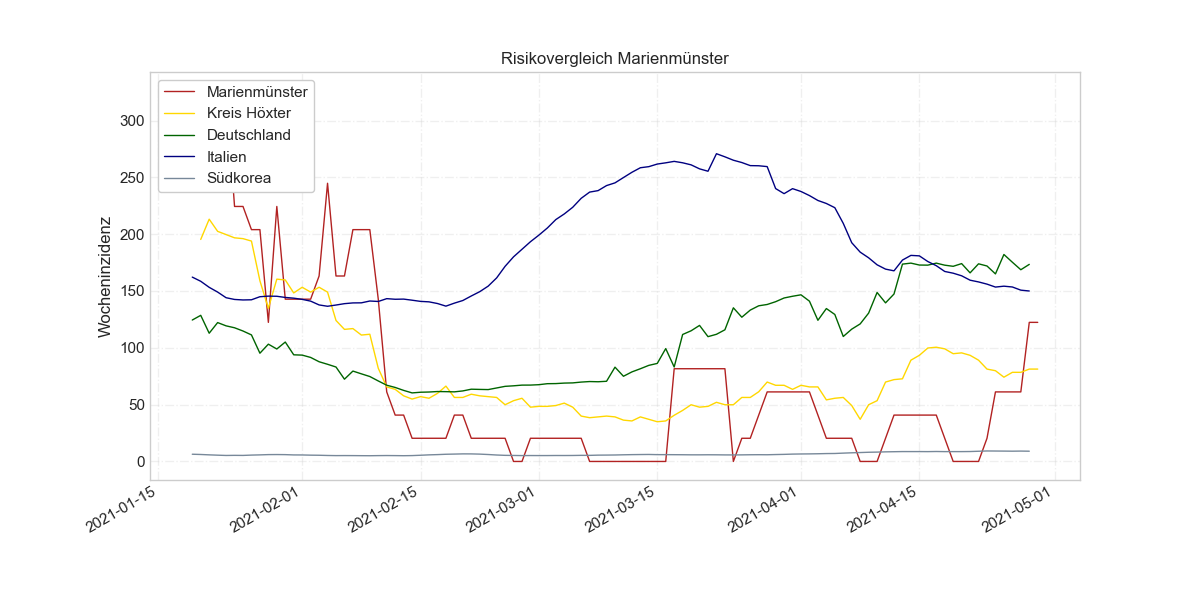 Risikovergleich Marienmünster
Marienmünster
Kreis Höxter
Deutschland
Italien
Südkorea
Wocheninzidenz
300
250
200
150
100
50
0
2021-01-15
2021-02-01
2021-02-15
2021-03-01
2021-03-15
2021-04-01
2021-04-15
2021-05-01